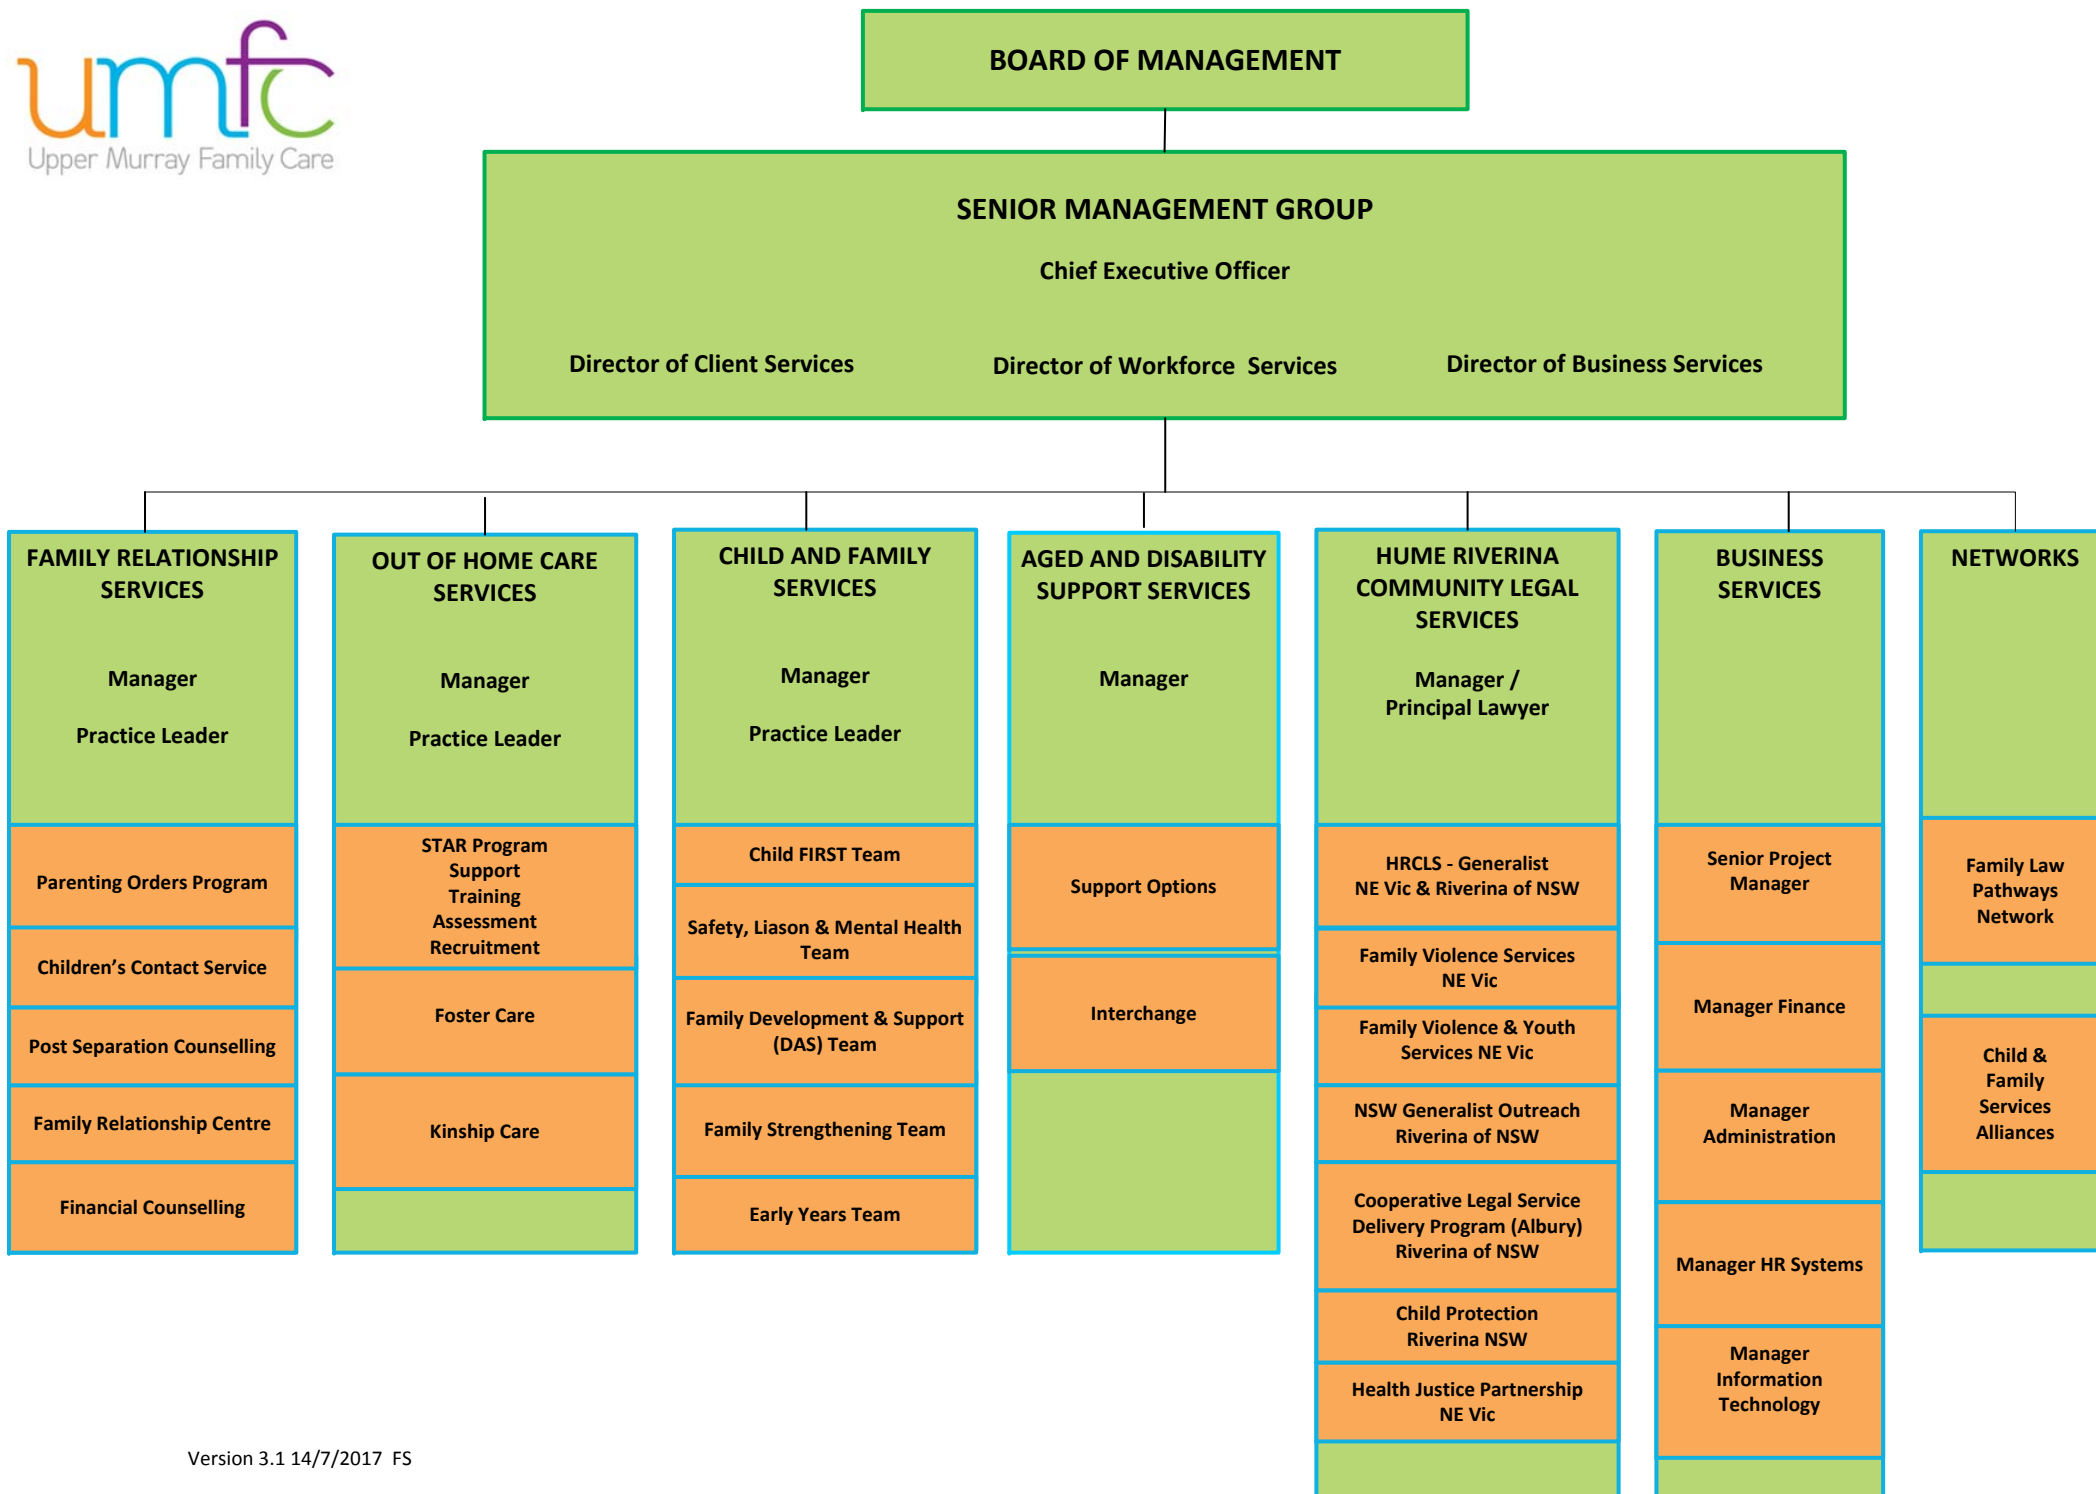 umfc
Upper Murray Family Care
BOARD OF MANAGEMENT
SENIOR MANAGEMENT GROUP
Chief Executive Officer
Director of Client Services
Director of Workforce  Services
Director of Business Services
FAMILY RELATIONSHIP
SERVICES
Manager
Practice Leader
Parenting Orders Program
Children’s Contact Service
Post Separation Counselling
Family Relationship Centre
Financial Counselling
OUT OF HOME CARE
SERVICES
Manager
Practice Leader
STAR Program
Support
Training
Assessment
Recruitment
Foster Care
Kinship Care
CHILD AND FAMILY
SERVICES
Manager
Practice Leader
Child FIRST Team
Safety, Liason & Mental Health
Team
Family Development & Support
(DAS) Team
Family Strengthening Team
Early Years Team
AGED AND DISABILITY
SUPPORT SERVICES
Manager
Support Options
Interchange
HUME RIVERINA
COMMUNITY LEGAL
SERVICES
Manager /
Principal Lawyer
HRCLS - Generalist
NE Vic & Riverina of NSW
Family Violence Services
NE Vic
Family Violence & Youth
Services NE Vic
NSW Generalist Outreach
Riverina of NSW
Cooperative Legal Service
Delivery Program (Albury)
Riverina of NSW
Child Protection
Riverina NSW
Health Justice Partnership
NE Vic
BUSINESS
SERVICES
Senior Project
Manager
Manager Finance
Manager
Administration
Manager HR Systems
Manager
Information
Technology
NETWORKS
Family Law
Pathways
Network
Child &
Family
Services
Alliances
Version 3.1 14/7/2017  FS